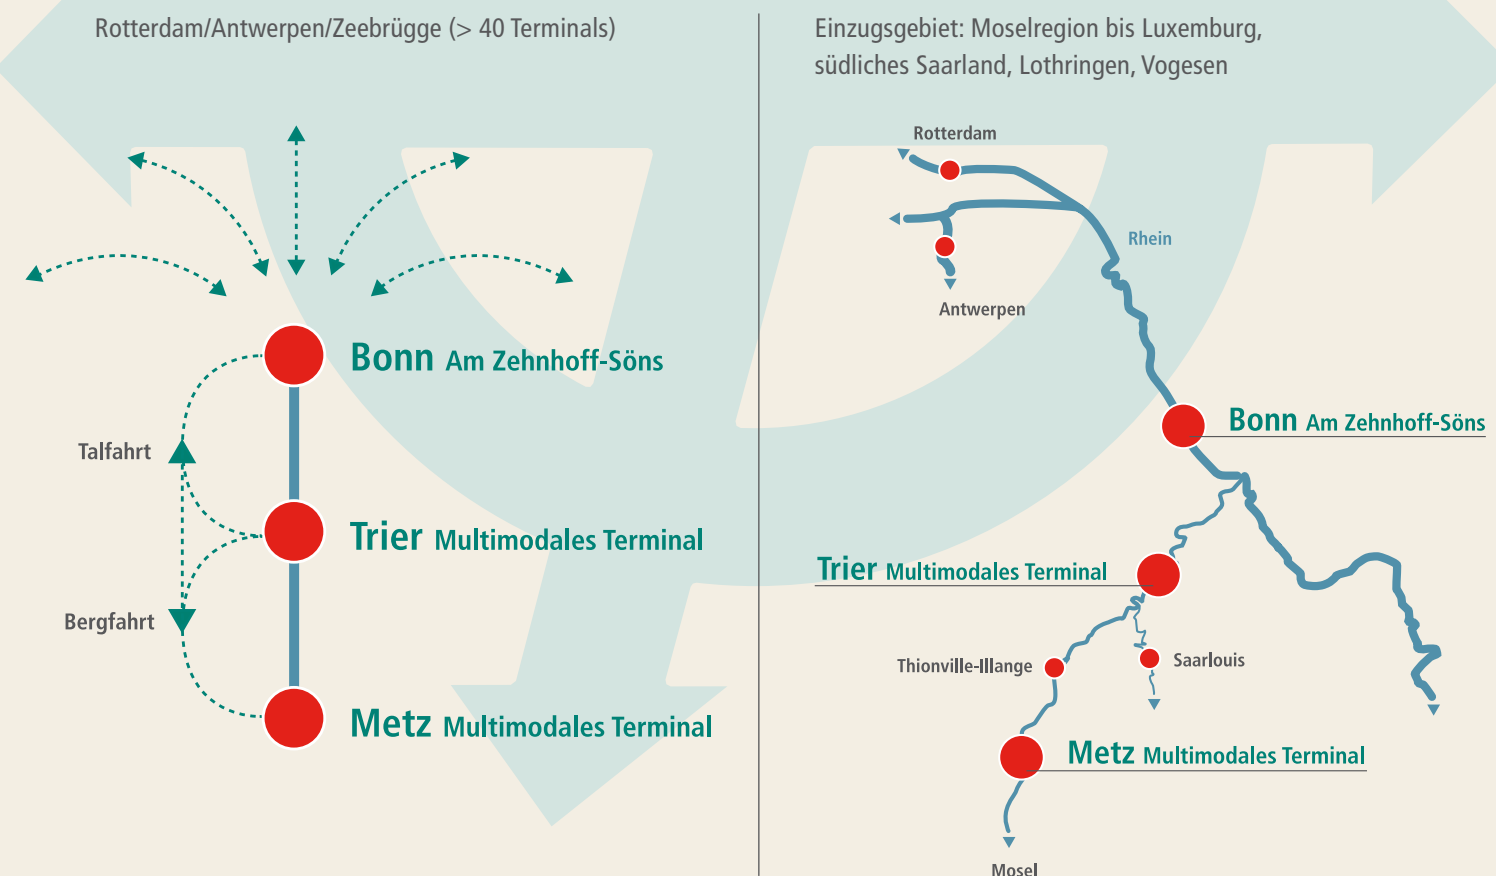 Rotterdam/Antwerpen/Zeebrügge (> 40 Terminals)
Bonn Am Zehnhoff-Söns
Talfahrt
Trier Multimodales Terminal
Bergfahrt
Metz Multimodales Terminal
Einzugsgebiet: Moselregion bis Luxemburg,
südliches Saarland, Lothringen, Vogesen
Rotterdam
Rhein
Antwerpen
Bonn Am Zehnhoff-Söns
Trier Multimodales Terminal
Thionville-Illange
Saarlouis
Metz Multimodales Terminal
Mosel